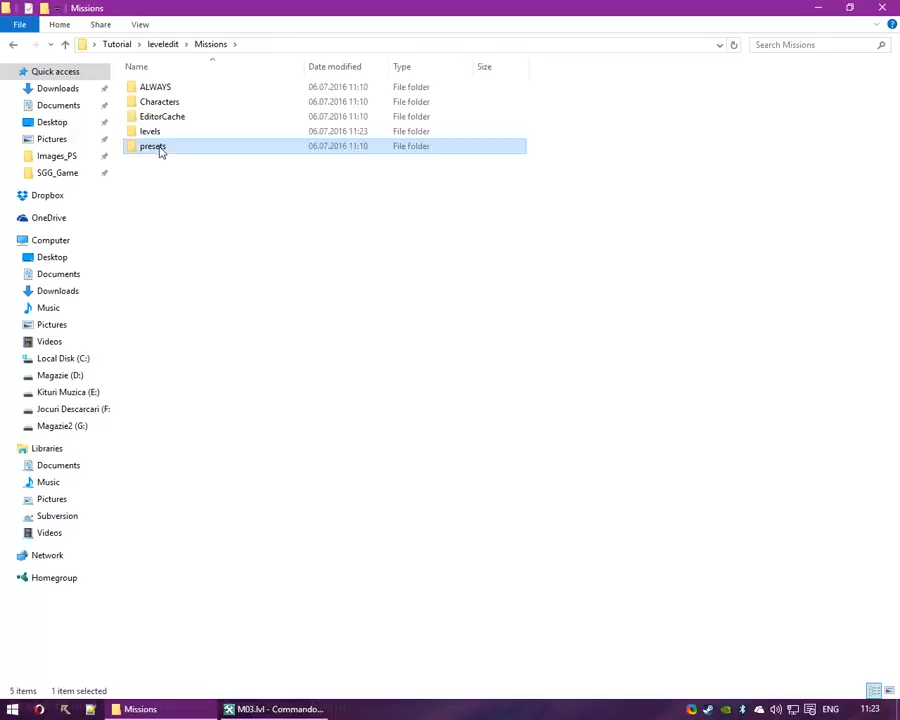 Missions
File Home Share View
Tutorial leveledit Missions Search Missions
Name Date modified Type Size
Quick access
Downloads
Documents
Desktop
Pictures
Images_PS
SGG_Game
Dropbox
OneDrive
Computer
Desktop
Documents
Downloads
Music
Pictures
Videos
Local Disk (C:)
Magazie (D:)
Kituri Muzica (E:)
Jocuri Descarcari (F:
Magazie2 (G:)
Libraries
Documents
Music
Pictures
Subversion
Videos
Network
Homegroup
ALWAYS 06.07.2016 11:10 File folder
Characters 06.07.2016 11:10 File folder
EditorCache 06.07.2016 11:10 File folder
levels 06.07.2016 11:23 File folder
presets 06.07.2016 11:10 File folder
5 items 1 item selected
Missions M03.lvl - Commando... ENG 11:23